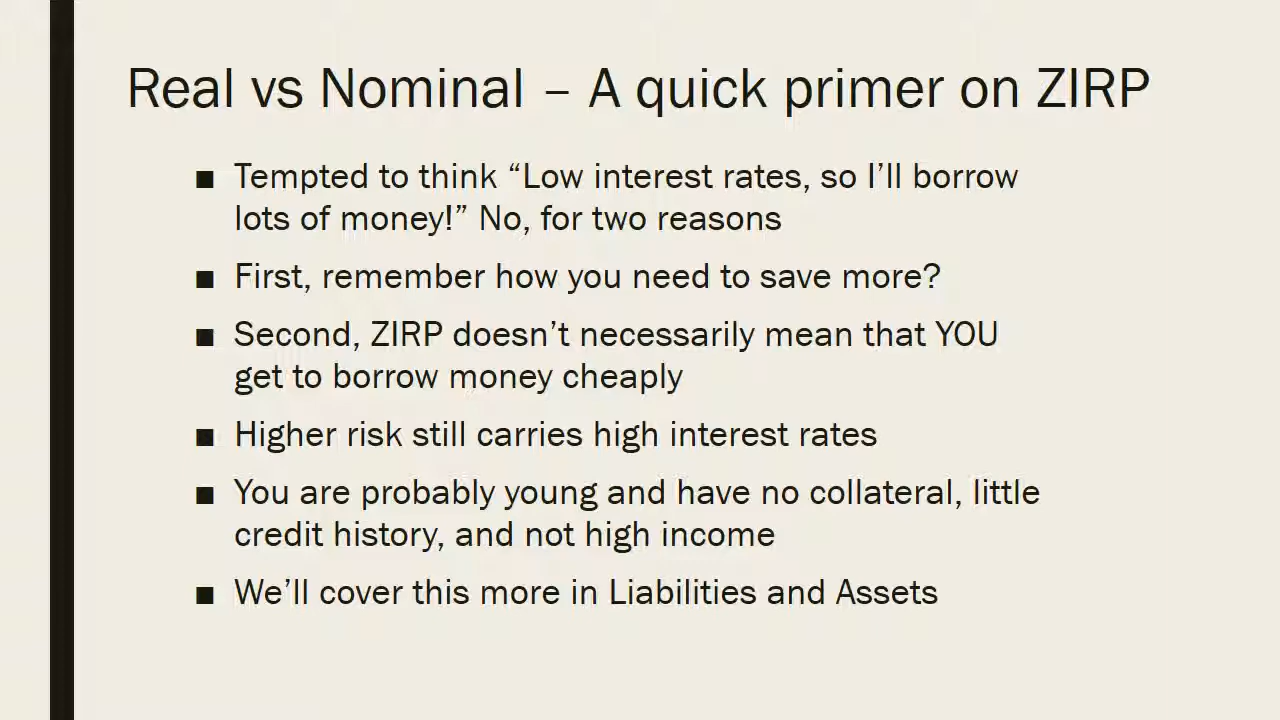 Real vs Nominal – A quick primer on ZIRP
■ Tempted to think “Low interest rates, so I’ll borrow
lots of money!” No, for two reasons
■ First, remember how you need to save more?
■ Second, ZIRP doesn’t necessarily mean that YOU
get to borrow money cheaply
■ Higher risk still carries high interest rates
■ You are probably young and have no collateral, little
credit history, and not high income
■ We’ll cover this more in Liabilities and Assets